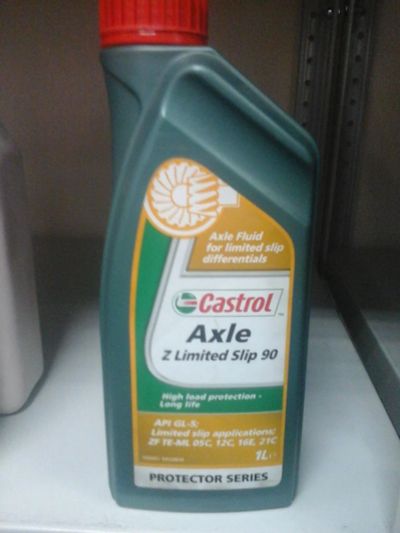 Axle Fluid
for limited slip
differentials
Castrol
Axle
Z Limited Slip 90
High load protection -
Long life
API GL-5;
Limited slip applications:
ZF TE-ML 05C, 12C, 16E, 21C
1L e
PROTECTOR SERIES